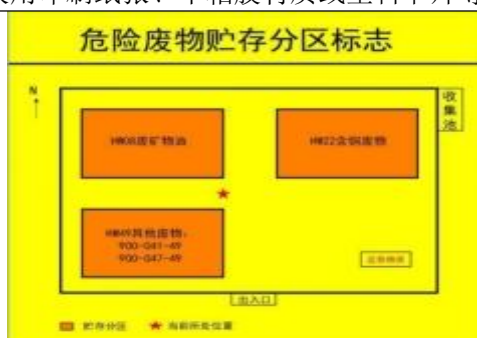 危险废物贮存分区标志
N
收集池
HW08废矿物油
HW22含铜废物
HW49其他废物:
900-041-49
900-047-49
出入口
贮存分区 当前所处位置